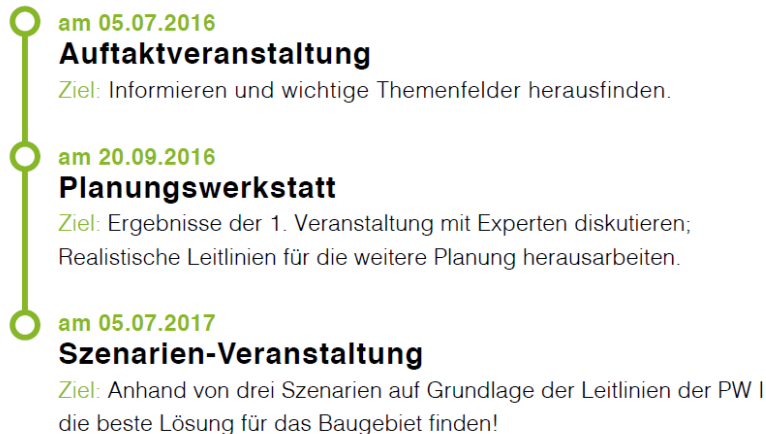 am 05.07.2016
Auftaktveranstaltung
Ziel: Informieren und wichtige Themenfelder herausfinden.
am 20.09.2016
Planungswerkstatt
Ziel: Ergebnisse der 1. Veranstaltung mit Experten diskutieren;
Realistische Leitlinien für die weitere Planung herausarbeiten.
am 05.07.2017
Szenarien-Veranstaltung
Ziel: Anhand von drei Szenarien auf Grundlage der Leitlinien der PW I
die beste Lösung für das Baugebiet finden!